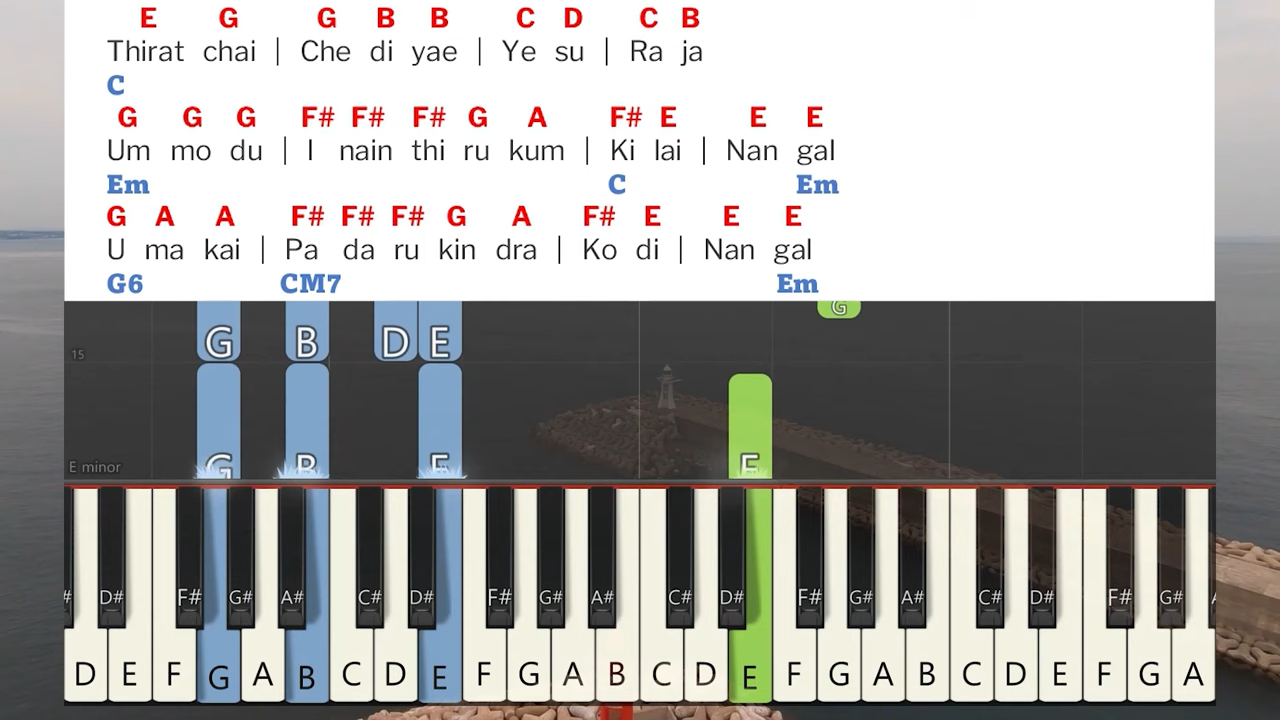 E G G B B C D C B
Thirat chai | Che di yae | Ye su | Ra ja
C
G G G F# F# F# G A F# E E E
Um mo du | I nain thi ru kum | Ki lai | Nan gal
Em C Em
G A A F# F# F# G A F# E E E
U ma kai | Pa da ru kin dra | Ko di | Nan gal
G6 CM7 Em
G
G B D E
15
G B E E
E minor
# D# F# G# A# C# D# F# G# A# C# D# F# G# A# C# D# F# G#
D E F G A B C D E F G A B C D E F G A B C D E F G A